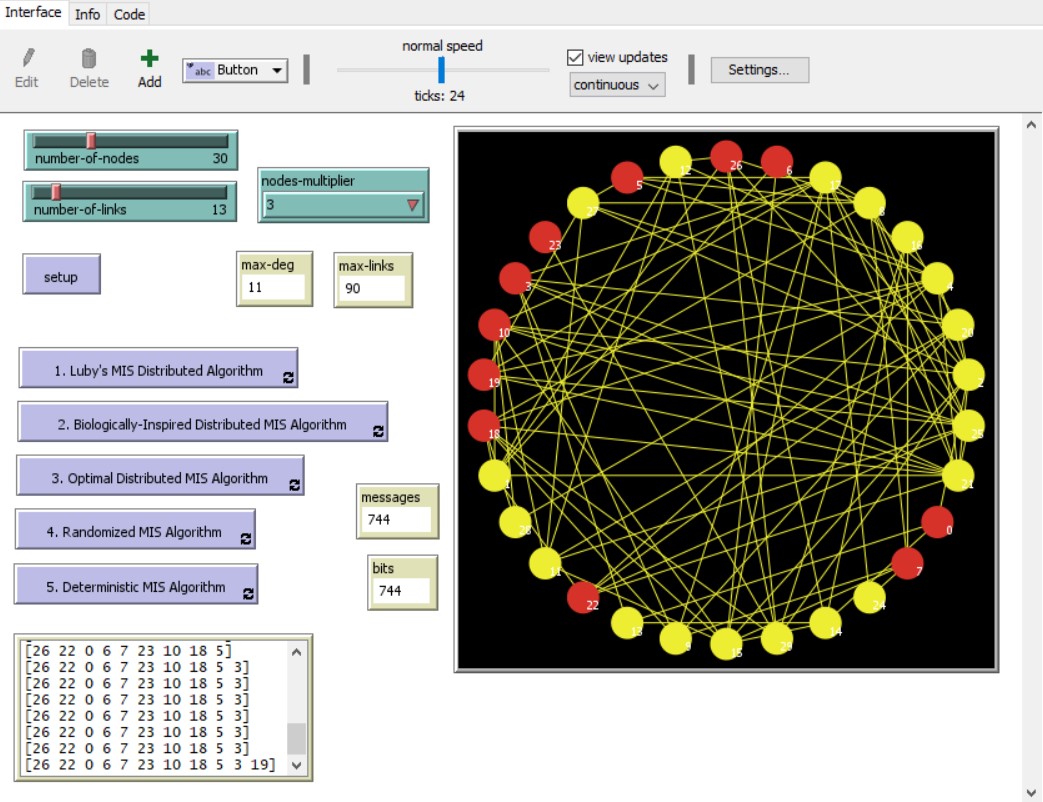 Interface
Info
Code
Edit
Delete
Add
abc Button
normal speed
ticks: 24
view updates
continuous
Settings...
number-of-nodes 30
number-of-links 13
nodes-multiplier
3
setup
max-deg
11
max-links
90
1. Luby's MIS Distributed Algorithm
2. Biologically-Inspired Distributed MIS Algorithm
3. Optimal Distributed MIS Algorithm
4. Randomized MIS Algorithm
5. Deterministic MIS Algorithm
messages
744
bits
744
[26 22 0 6 7 23 10 18 5]
[26 22 0 6 7 23 10 18 5 3]
[26 22 0 6 7 23 10 18 5 3]
[26 22 0 6 7 23 10 18 5 3]
[26 22 0 6 7 23 10 18 5 3]
[26 22 0 6 7 23 10 18 5 3]
[26 22 0 6 7 23 10 18 5 3]
[26 22 0 6 7 23 10 18 5 3 19]
26
6
17
8
16
4
20
2
25
21
0
7
24
14
29
15
9
13
22
11
28
1
18
19
10
3
23
27
5
12